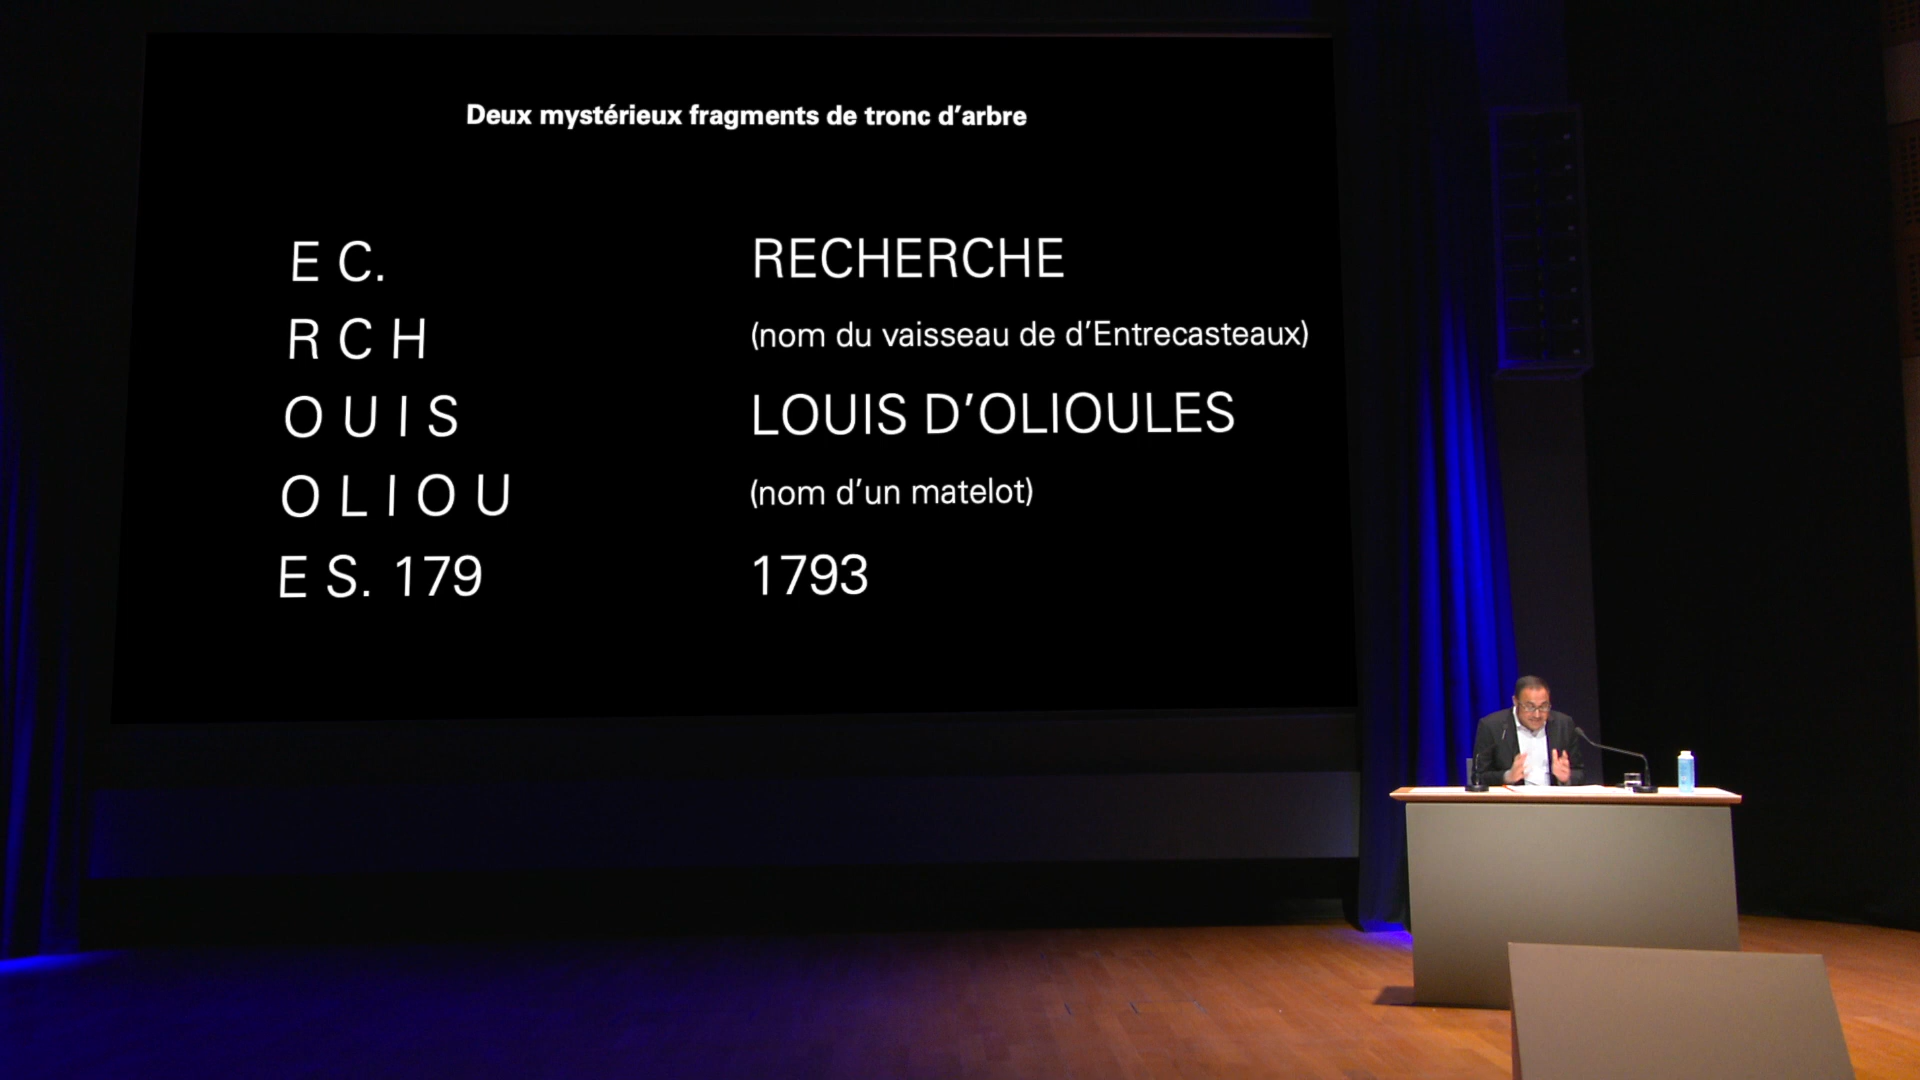 Deux mystérieux fragments de tronc d'arbre
E C.
R C H
O U I S
O L I O U
E S. 179
RECHERCHE
(nom du vaisseau de d'Entrecasteaux)
LOUIS D'OLIOULES
(nom d'un matelot)
1793